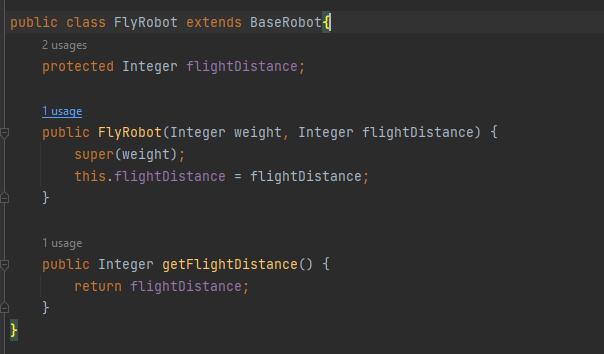 public class FlyRobot extends BaseRobot{
2 usages
protected Integer flightDistance;
1 usage
public FlyRobot(Integer weight, Integer flightDistance) {
super(weight);
this.flightDistance = flightDistance;
}
1 usage
public Integer getFlightDistance() {
return flightDistance;
}
}